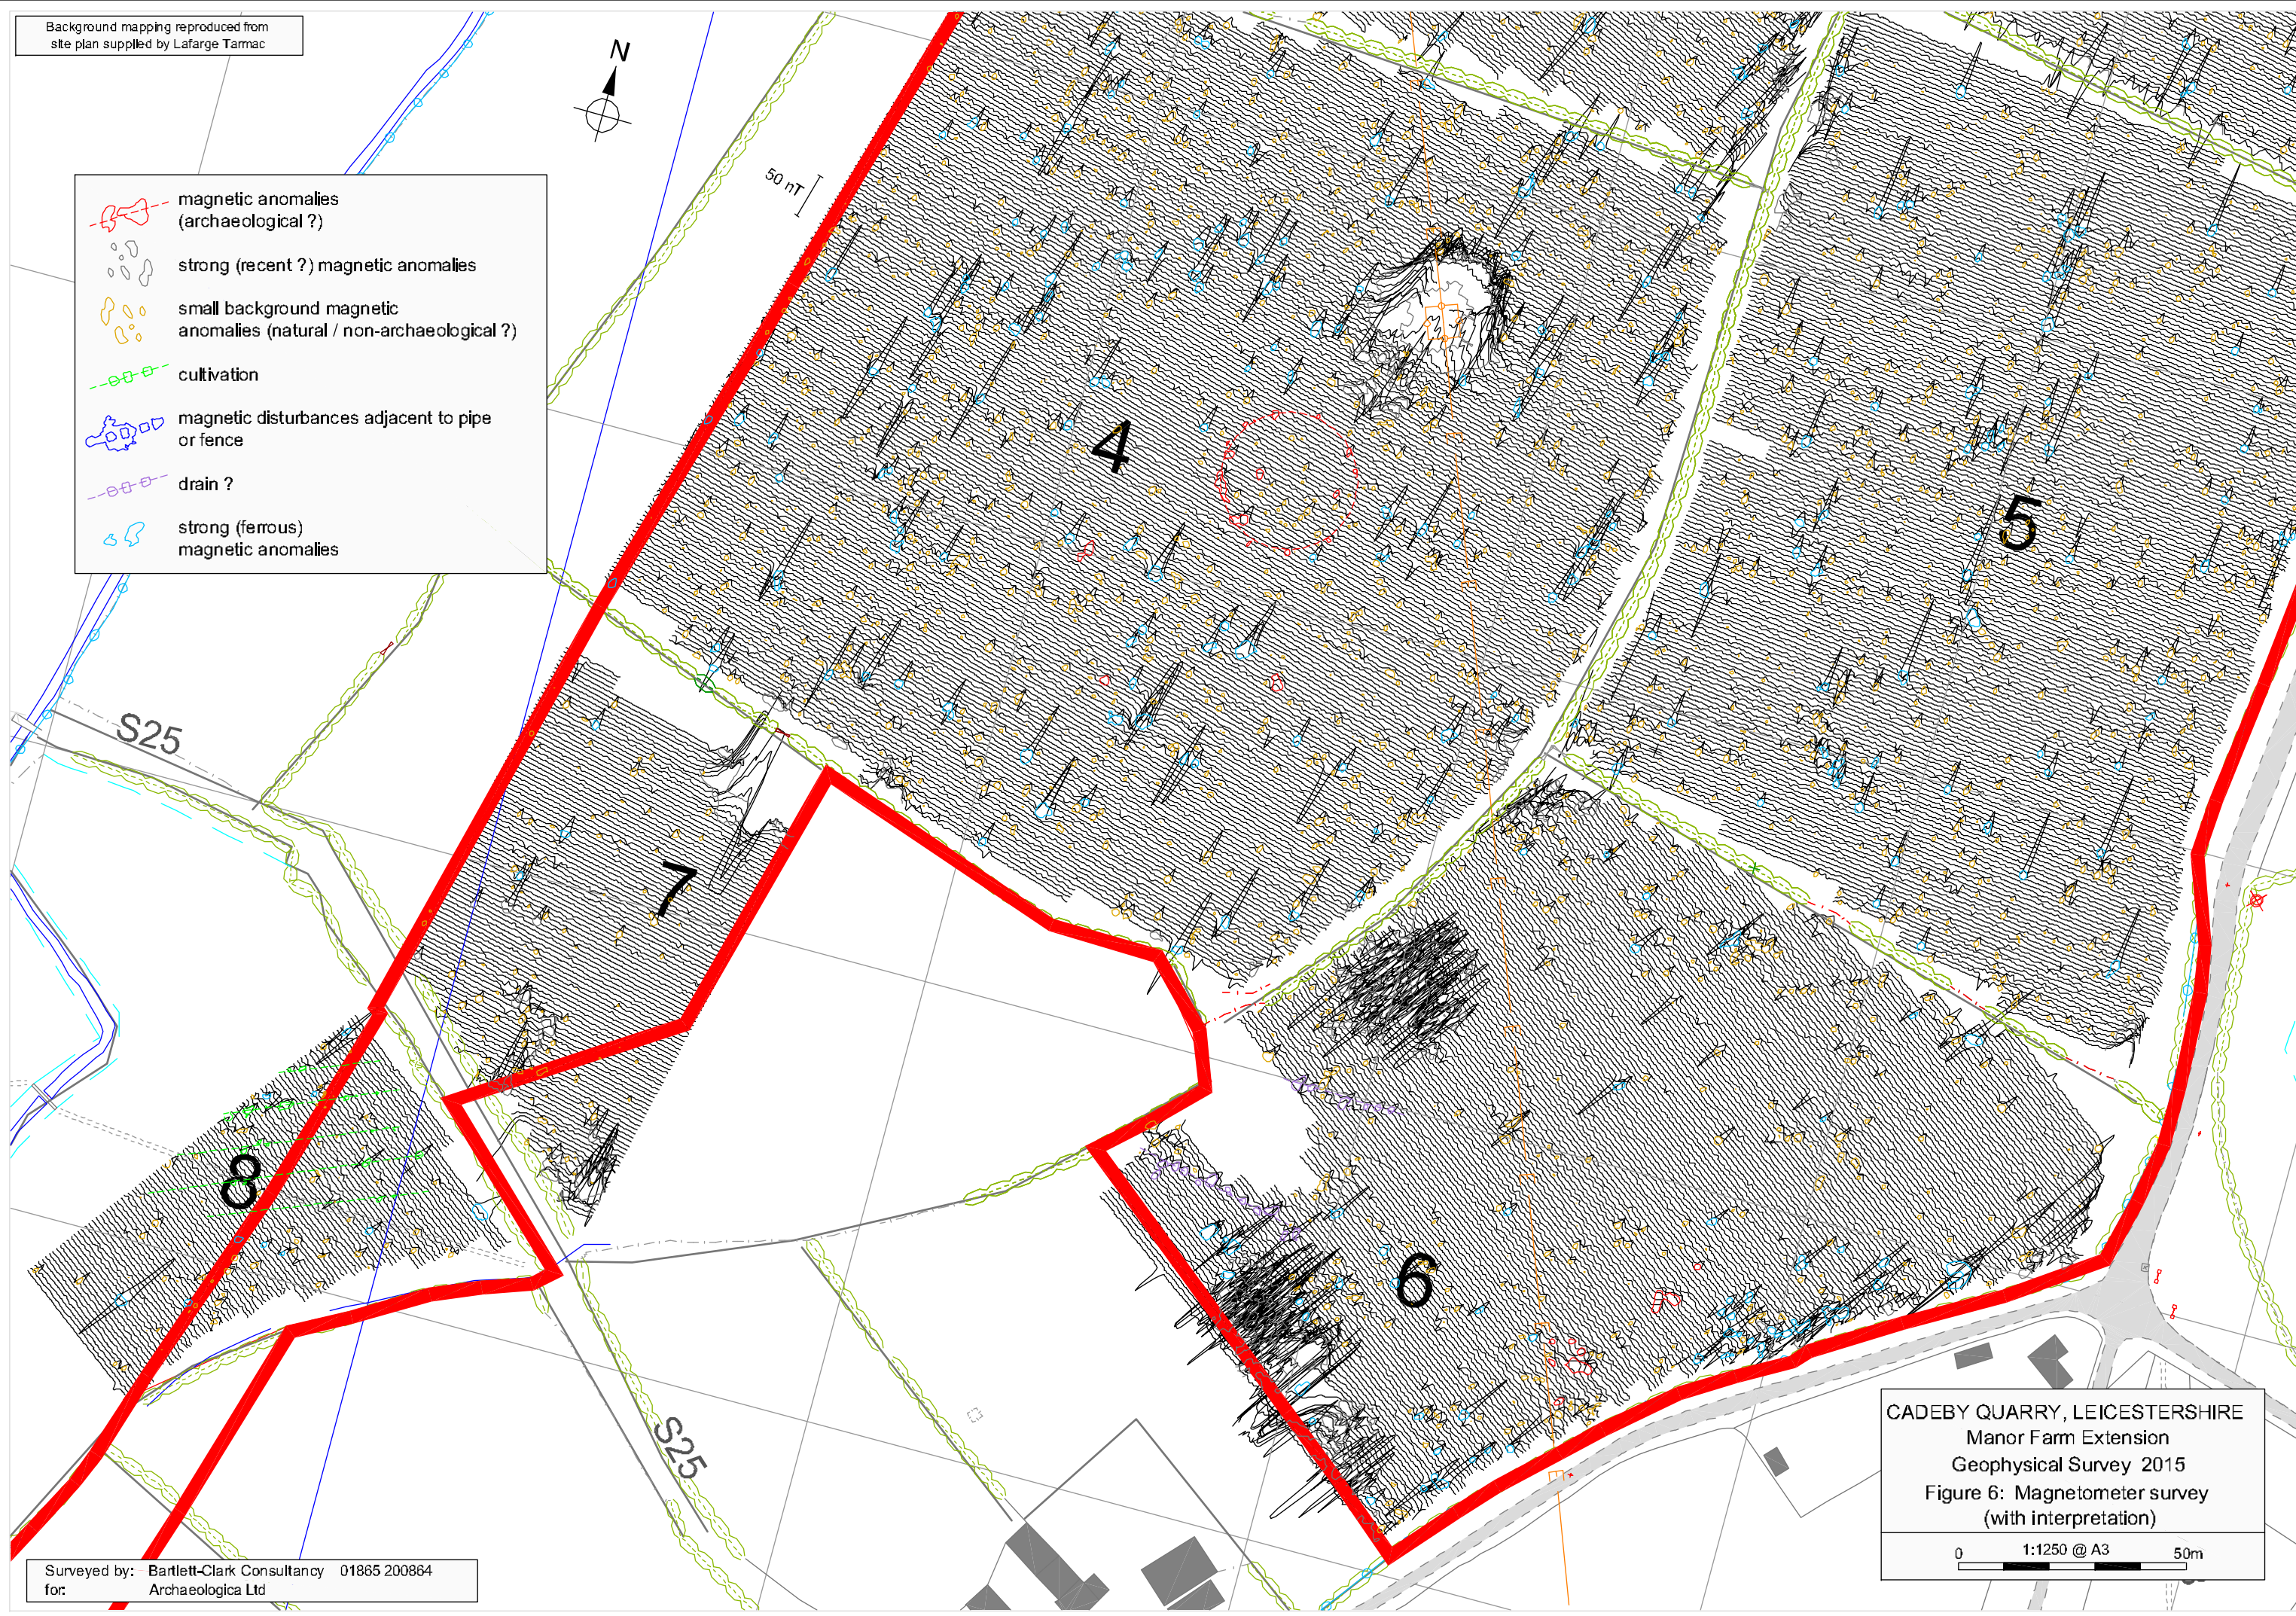 Background mapping reproduced from
site plan supplied by Lafarge Tarmac
N
50 nT
magnetic anomalies
(archaeological ?)
strong (recent ?) magnetic anomalies
small background magnetic
anomalies (natural / non-archaeological ?)
cultivation
magnetic disturbances adjacent to pipe
or fence
drain ?
strong (ferrous)
magnetic anomalies
4
5
S25
7
8
6
S25
CADEBY QUARRY, LEICESTERSHIRE
Manor Farm Extension
Geophysical Survey 2015
Figure 6: Magnetometer survey
(with interpretation)
0 1:1250 @ A3 50m
Surveyed by: Bartlett-Clark Consultancy 01865 200864
for: Archaeologica Ltd